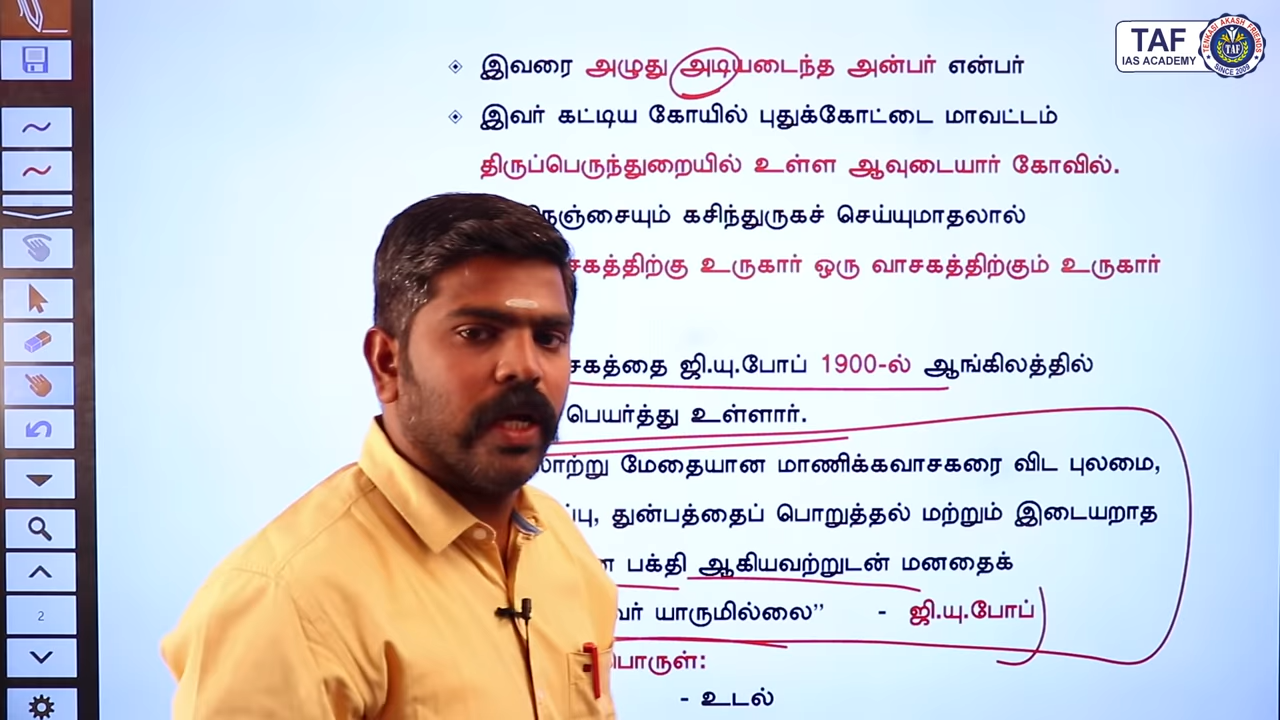 TAF
IAS ACADEMY
TENKASI AKASH FRIENDS
TAF
SINCE 2009
இவரை அழுது அடியடைந்த அன்பர் என்பர்
இவர் கட்டிய கோயில் புதுக்கோட்டை மாவட்டம்
திருப்பெருந்துறையில் உள்ள ஆவுடையார் கோவில்.
கசிந்துருகச் செய்யுமாதலால்
உருகார் ஒரு வாசகத்திற்கும் உருகார்
ஜி.யு.போப் 1900-ல் ஆங்கிலத்தில்
பெயர்த்து உள்ளார்.
மேதையான மாணிக்கவாசகரை விட புலமை,
துன்பத்தைப் பொறுத்தல் மற்றும் இடையறாத
பக்தி ஆகியவற்றுடன் மனதைக்
யாருமில்லை” - ஜி.யு.போப்
- உடல்
2